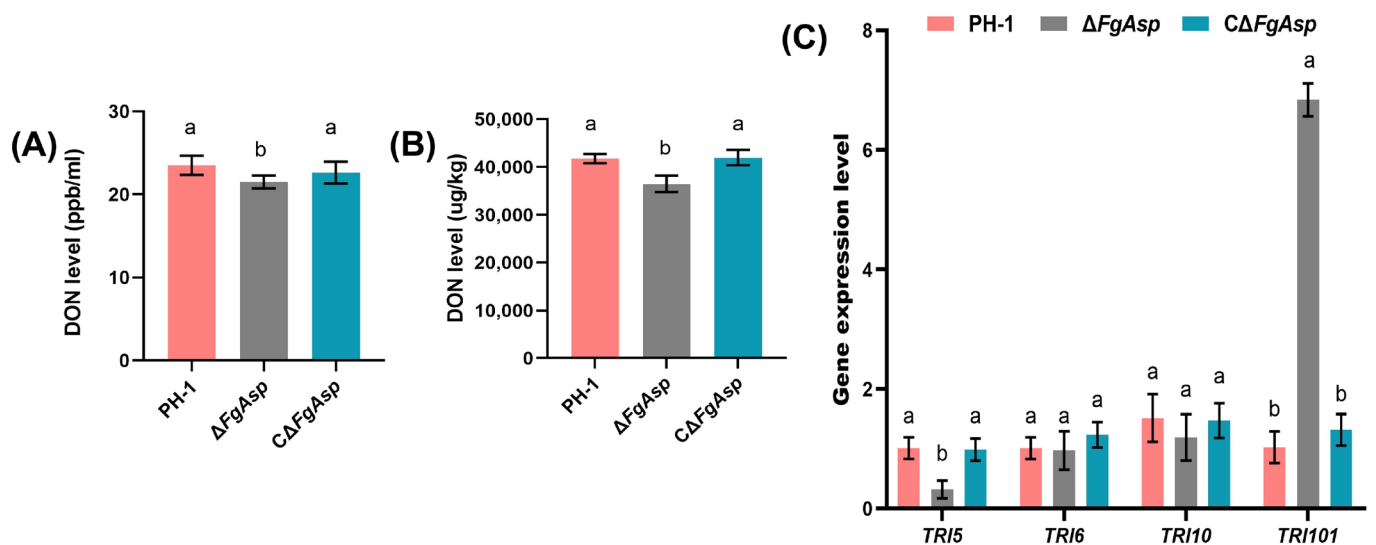 (A)
DON level (ppb/ml)
30
20
10
0
a
b
a
PH-1
ΔFgAsp
CΔFgAsp
(B)
DON level (ug/kg)
50,000
40,000
30,000
20,000
10,000
0
a
b
a
PH-1
ΔFgAsp
CΔFgAsp
(C)
PH-1 ΔFgAsp CΔFgAsp
Gene expression level
8
6
4
2
0
a b a
a a a
a a a
b a b
TRI5 TRI6 TRI10 TRI101